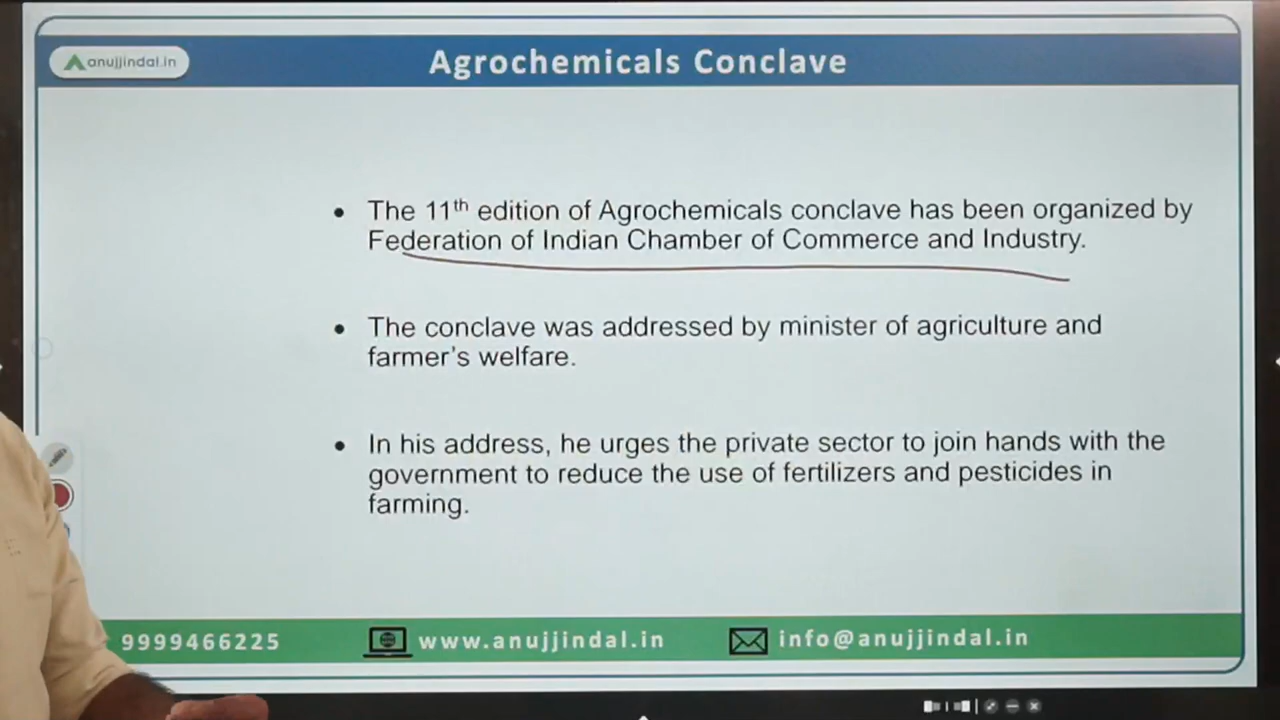 anujjindal.in
Agrochemicals Conclave
• The 11th edition of Agrochemicals conclave has been organized by
Federation of Indian Chamber of Commerce and Industry.
• The conclave was addressed by minister of agriculture and
farmer's welfare.
• In his address, he urges the private sector to join hands with the
government to reduce the use of fertilizers and pesticides in
farming.
9999466225
www.anujjindal.in
info@anujjindal.in